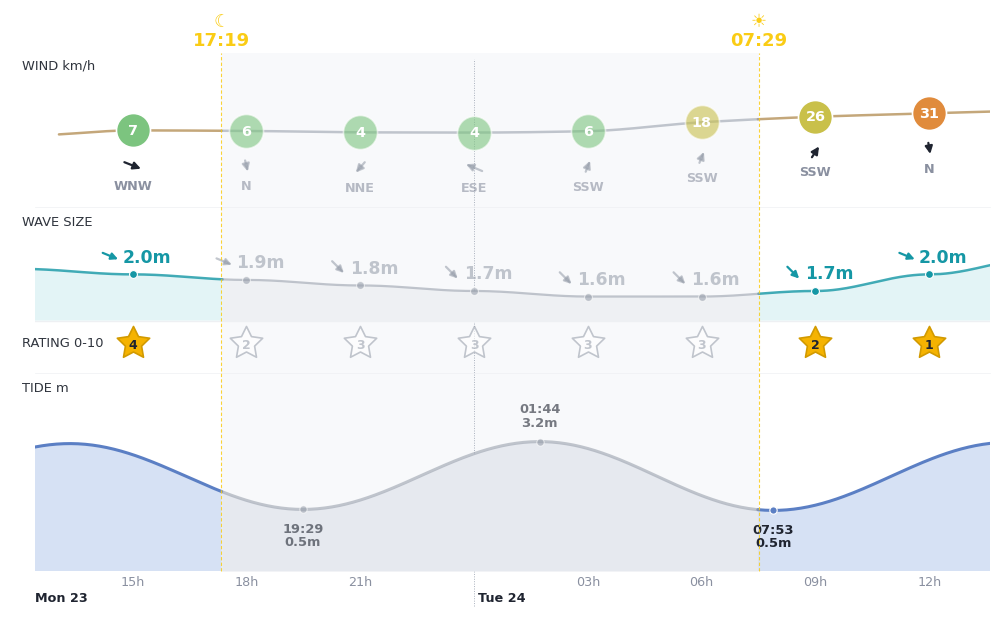 ☾ ☀
17:19 07:29
WIND km/h
7 6 4 4 6 18 26 31
WNW N NNE ESE SSW SSW SSW N
WAVE SIZE
2.0m 1.9m 1.8m 1.7m 1.6m 1.6m 1.7m 2.0m
RATING 0-10 4 2 3 3 3 3 2 1
TIDE m
01:44
3.2m
19:29 07:53
0.5m 0.5m
15h 18h 21h 03h 06h 09h 12h
Mon 23 Tue 24